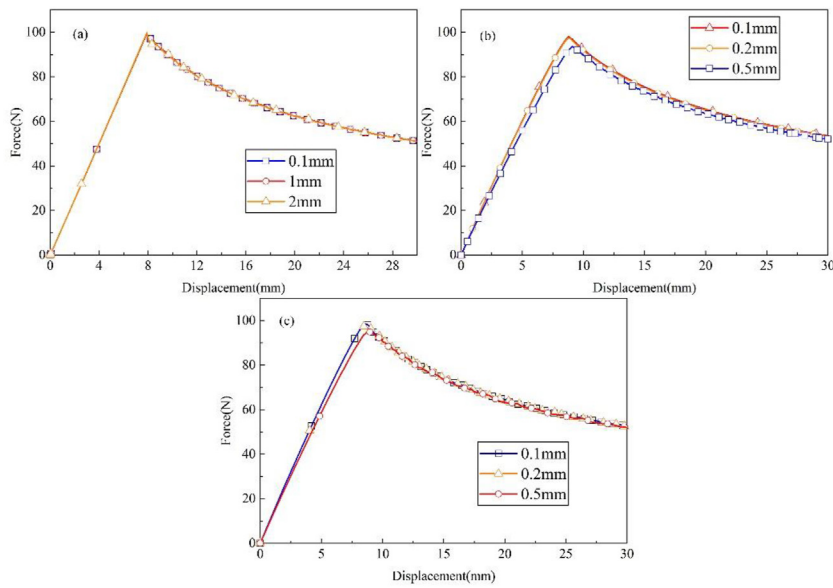 (a)
100
80
60
40
20
0
Force(N)
0.1mm
1mm
2mm
0 4 8 12 16 20 24 28
Displacement(mm)
(b)
100
80
60
40
20
0
Force(N)
0.1mm
0.2mm
0.5mm
0 5 10 15 20 25 30
Displacement(mm)
(c)
100
80
60
40
20
0
Force(N)
0.1mm
0.2mm
0.5mm
0 5 10 15 20 25 30
Displacement(mm)